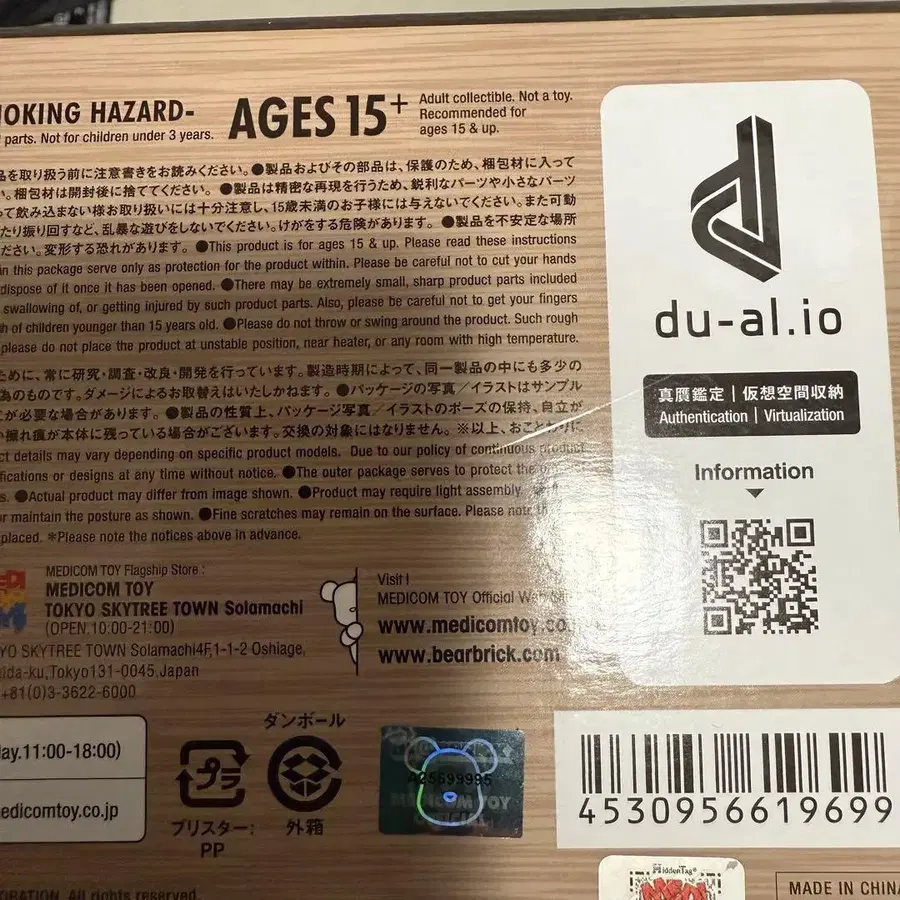 OKING HAZARD-
parts. Not for children under 3 years.
AGES 15+
Adult collectible. Not a toy.
Recommended for
ages 15 & up.
品を取り扱う前に注意書きをお読みください。●製品およびその部品は、保護のため、梱包材に入って
い。梱包材は開封後に捨ててください。●製品は精密な再現を行うため、鋭利なパーツや小さなパーツ
って飲み込まない様お取り扱いには十分注意し、15歳未満のお子様には与えないでください。また可動
たり振り回すなど、乱暴な遊びをしないでください。けがをする危険があります。●製品を不安定な場所
ださい。変形する恐れがあります。●This product is for ages 15 & up. Please read these instructions
in this package serve only as protection for the product within. Please be careful not to cut your hands
dispose of it once it has been opened. ●There may be extremely small, sharp product parts included
swallowing of, or getting injured by such product parts. Also, please be careful not to get your fingers
of children younger than 15 years old. ●Please do not throw or swing around the product. Such rough
please do not place the product at unstable position, near heater, or any room with high temperature.
ために、常に研究・調査・改良・開発を行っています。製造時期によって、同一製品の中にも多少の
為のものです。ダメージによるお取替えはいたしかねます。●パッケージの写真/イラストはサンプル
が必要な場合があります。●製品の性質上、パッケージ写真/イラストのポーズの保持、自立が
い擦れ痕が本体に残っている場合がございます。交換の対象にはなりません。※以上、おことわりに
ct details may vary depending on specific product models. Due to our policy of continuous product
ifications or designs at any time without notice. ●The outer package serves to protect the
s. ●Actual product may differ from image shown. ●Product may require light assembly.
or maintain the posture as shown. ●Fine scratches may remain on the surface. Please note
placed. *Please note the notices above in advance.
MEDICOM TOY Flagship Store :
MEDICOM TOY
TOKYO SKYTREE TOWN Solamachi
(OPEN.10:00-21:00)
YO SKYTREE TOWN Solamachi4F,1-1-2 Oshiage,
ida-ku,Tokyo131-0045,Japan
+81(0)3-3622-6000
Visit!
MEDICOM TOY Official Web
www.medicomtoy.co
www.bearbrick.com
du-al.io
真贋鑑定 | 仮想空間収納
Authentication | Virtualization
Information
ay.11:00-18:00)
edicomtoy.co.jp
プラ
ブリスター:
PP
ダンボール
外箱
A25699995
MEDICOM TOY
4530956619699
HiddenTag
MEDI
MADE IN CHINA
ORATION. All rights reserved.